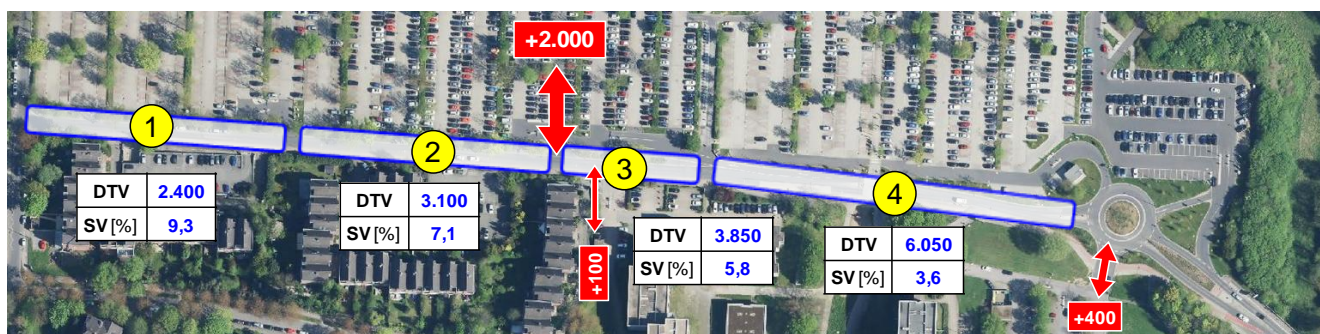 +2.000
1
2
3
4
DTV 2.400
SV [%] 9,3
DTV 3.100
SV [%] 7,1
+100
DTV 3.850
SV [%] 5,8
DTV 6.050
SV [%] 3,6
+400